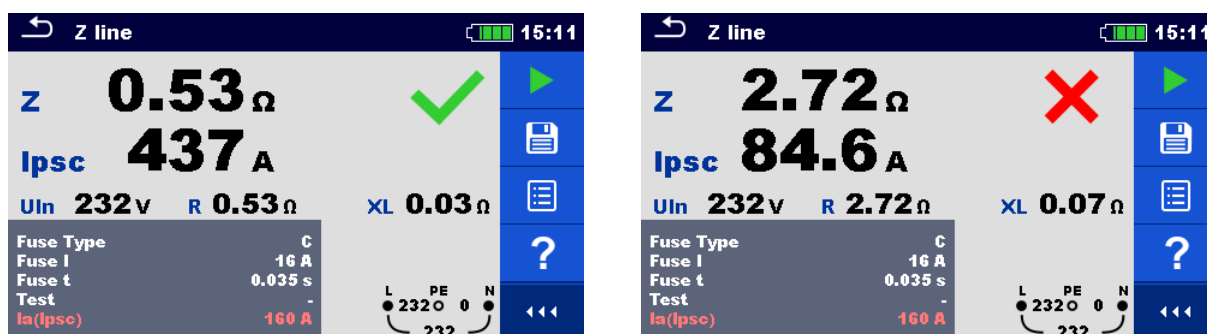 Z line 15:11
Z 0.53 Ω
Ipsc 437 A
Uln 232 V R 0.53 Ω XL 0.03 Ω
Fuse Type C
Fuse I 16 A
Fuse t 0.035 s
Test -
Ia(Ipsc) 160 A
?
L PE N
232 0
232
Z line 15:11
Z 2.72 Ω
Ipsc 84.6 A
Uln 232 V R 2.72 Ω XL 0.07 Ω
Fuse Type C
Fuse I 16 A
Fuse t 0.035 s
Test -
Ia(Ipsc) 160 A
?
L PE N
232 0
232